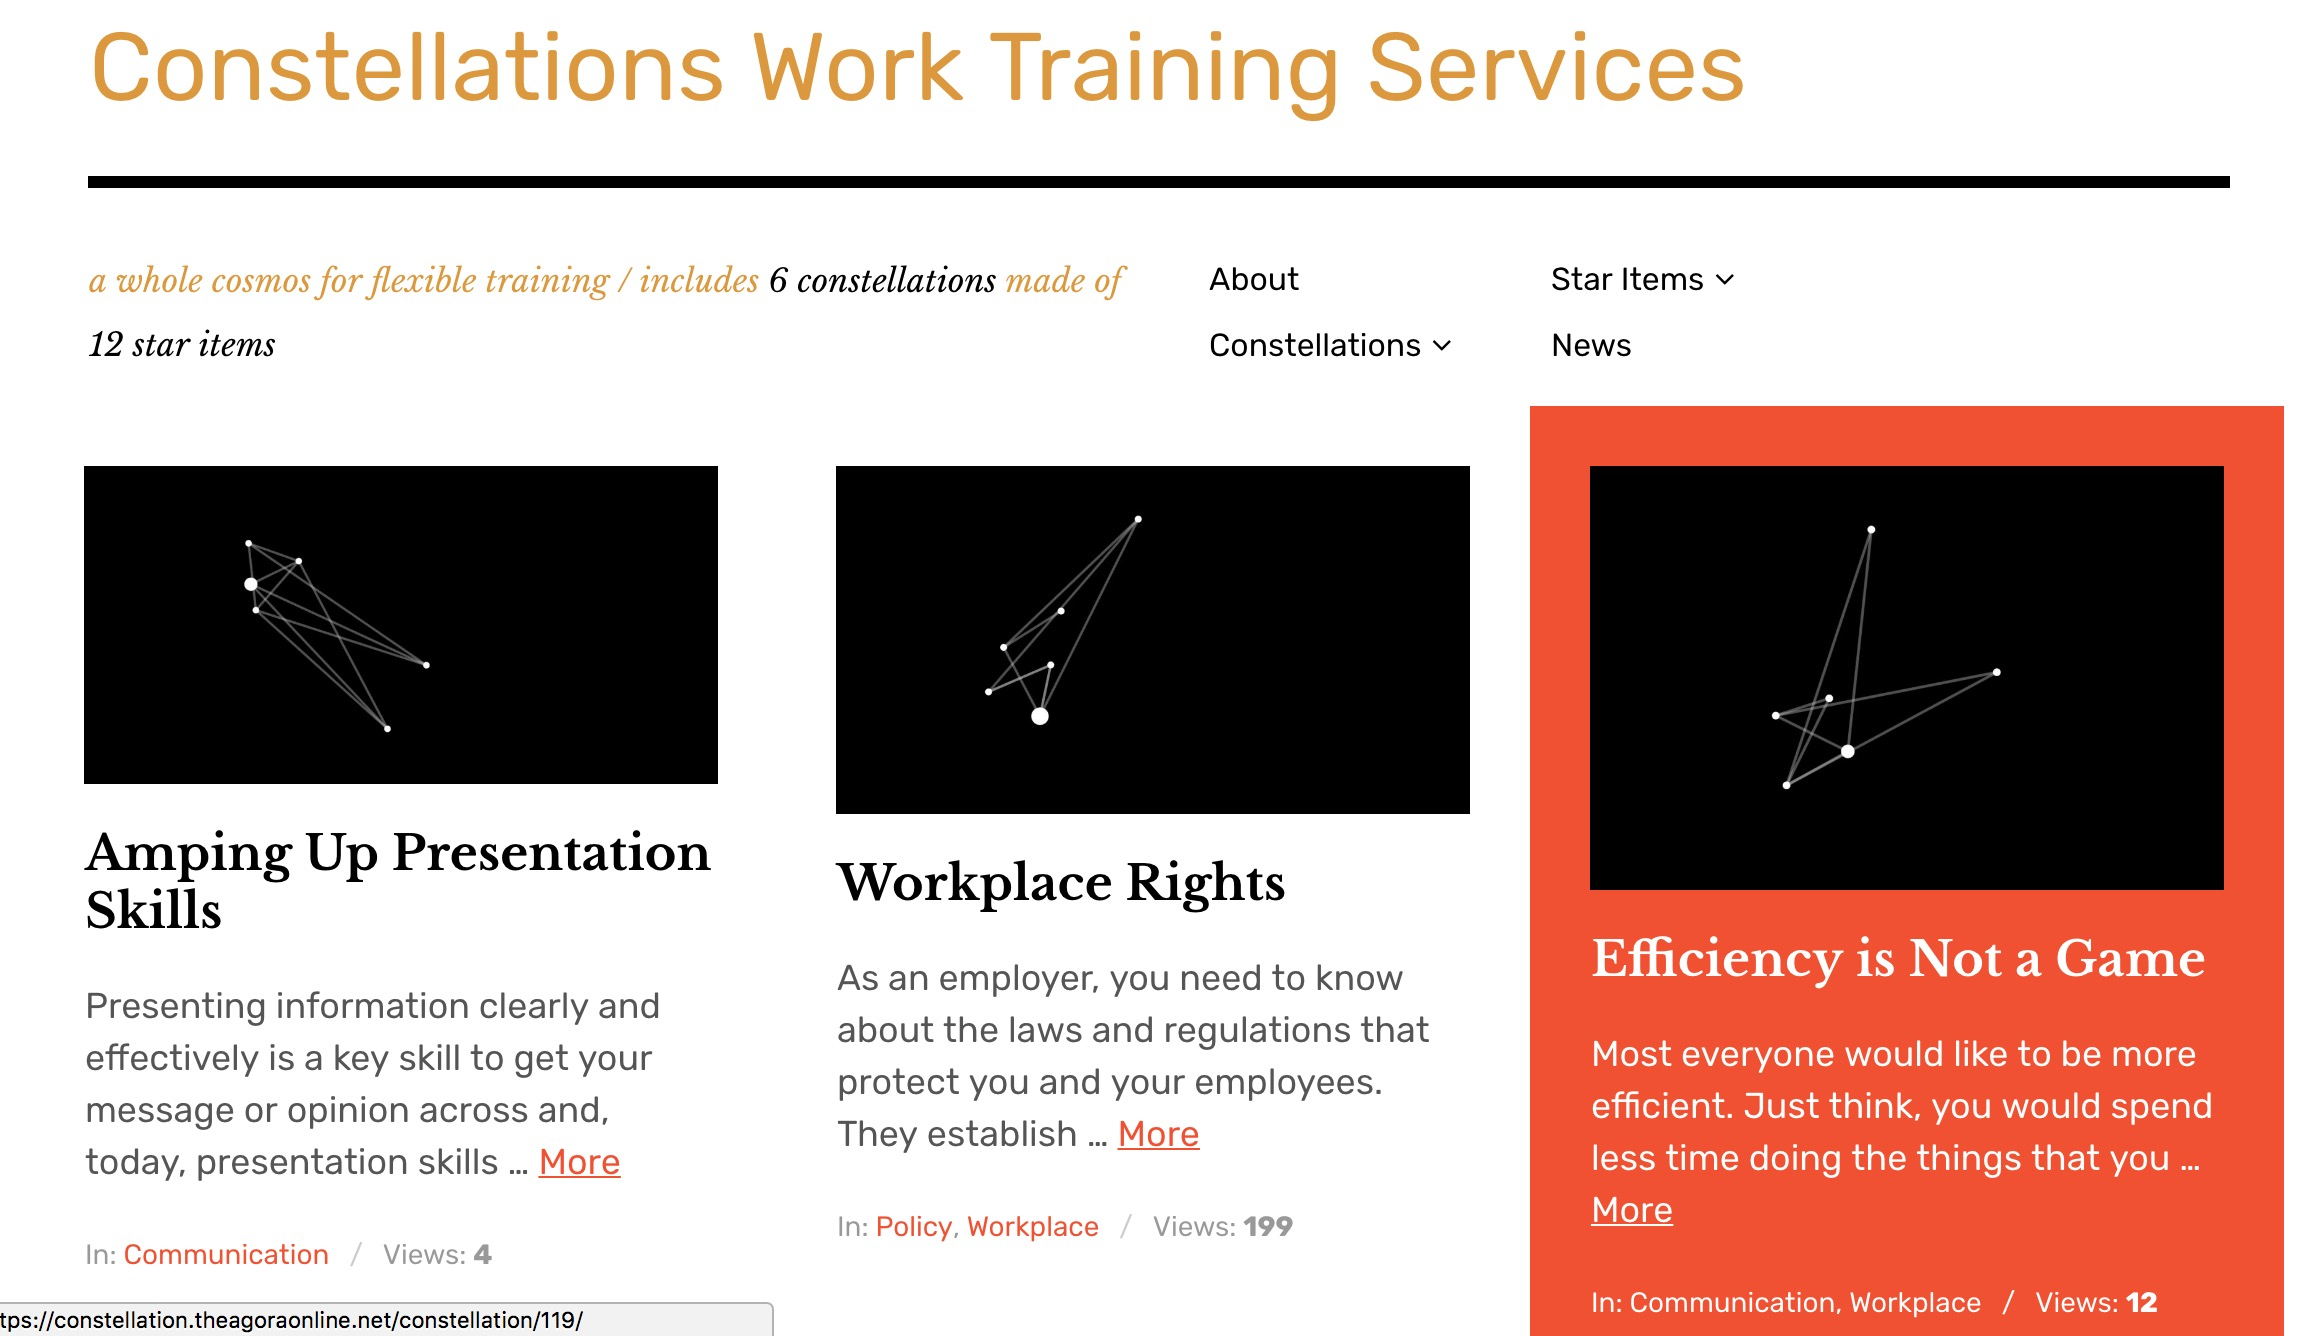 Constellations Work Training Services
a whole cosmos for flexible training / includes 6 constellations made of
12 star items
About
Star Items
Constellations
News
Amping Up Presentation
Skills
Presenting information clearly and
effectively is a key skill to get your
message or opinion across and,
today, presentation skills ... More
In: Communication / Views: 4
Workplace Rights
As an employer, you need to know
about the laws and regulations that
protect you and your employees.
They establish ... More
In: Policy, Workplace / Views: 199
Efficiency is Not a Game
Most everyone would like to be more
efficient. Just think, you would spend
less time doing the things that you ...
More
In: Communication, Workplace / Views: 12
tps://constellation.theagoraonline.net/constellation/119/